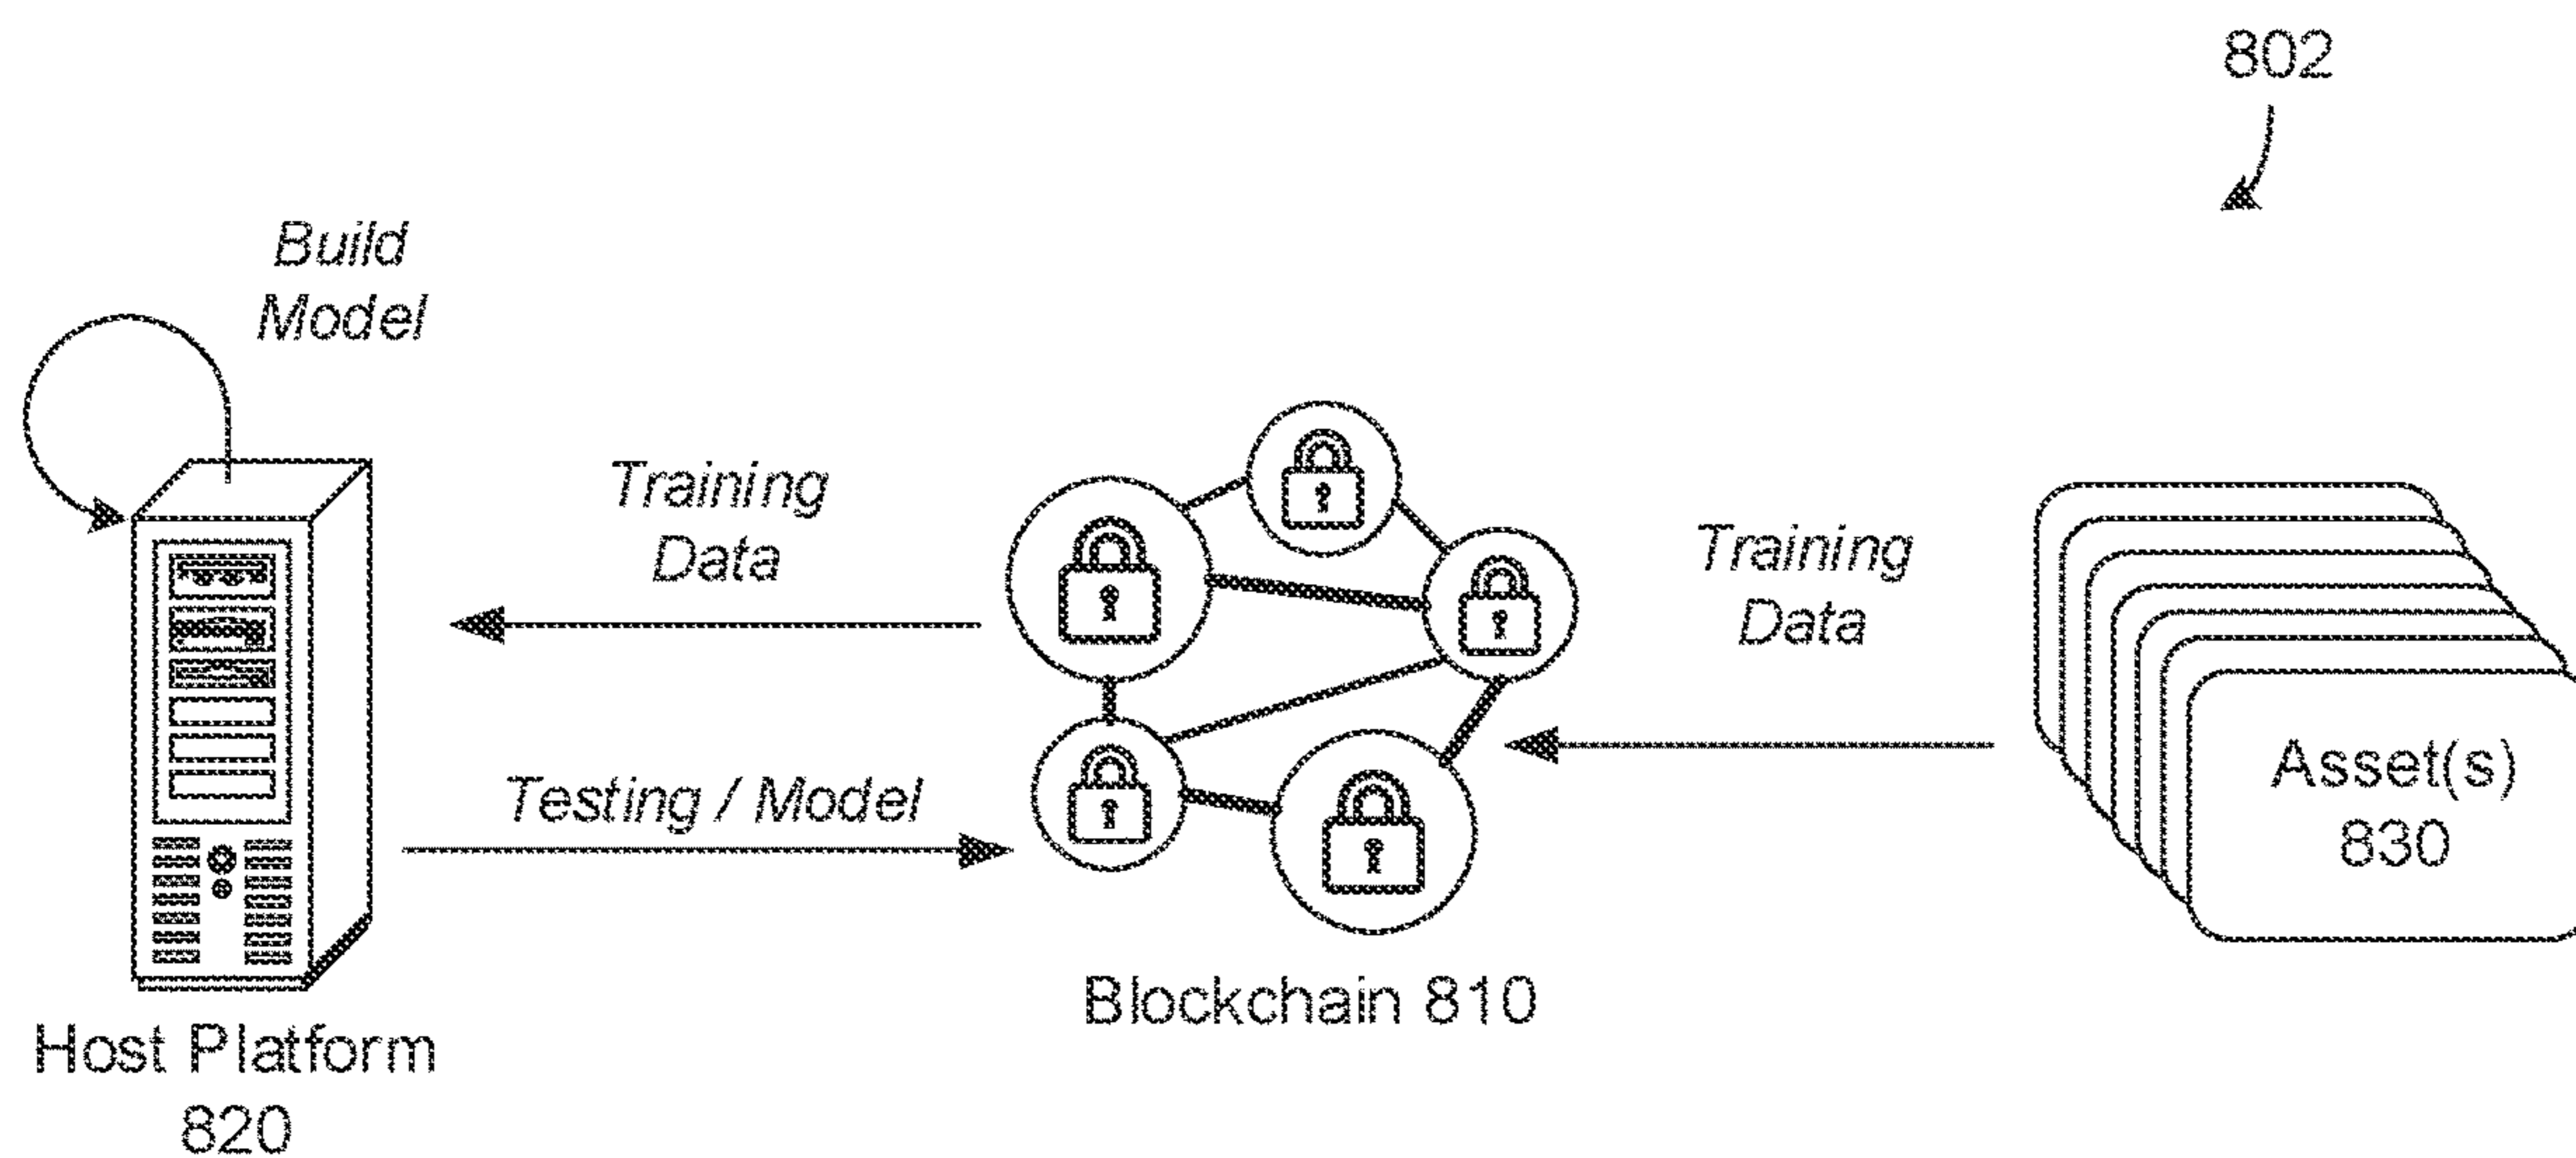 802
Build
Model
Training
Data
Training
Data
Testing / Model
Asset(s)
830
Blockchain 810
Host Platform
820